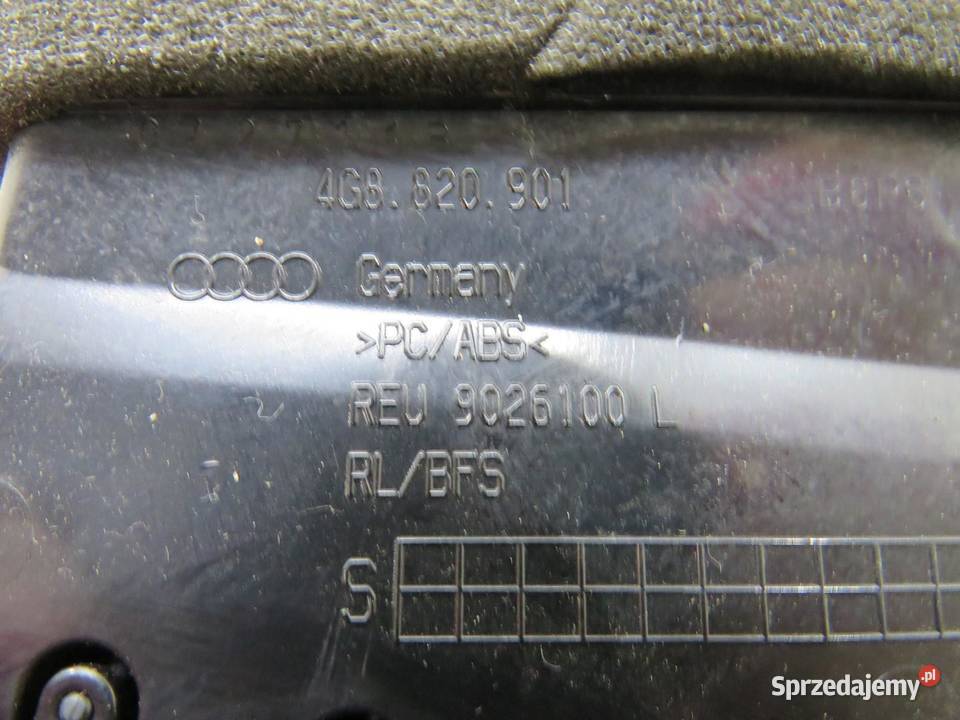 4G8.820.901
Germany
>PC/ABS<
REU 9026100 L
RL/BFS
S
Sprzedajemy.pl